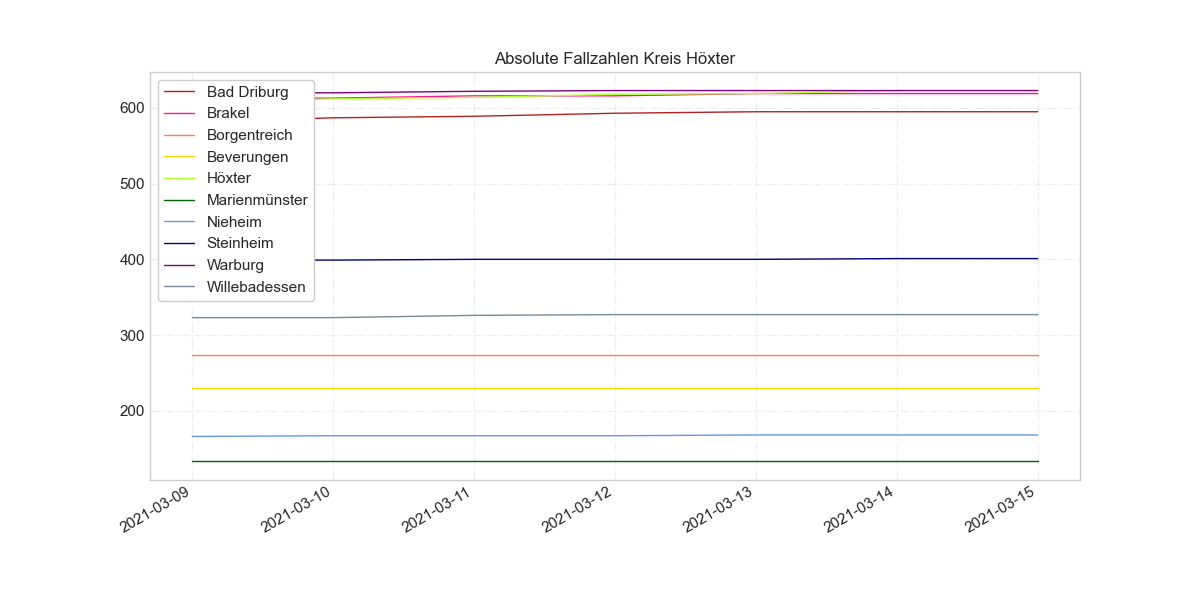 Absolute Fallzahlen Kreis Höxter
Bad Driburg
Brakel
Borgentreich
Beverungen
Höxter
Marienmünster
Nieheim
Steinheim
Warburg
Willebadessen
600
500
400
300
200
2021-03-09
2021-03-10
2021-03-11
2021-03-12
2021-03-13
2021-03-14
2021-03-15